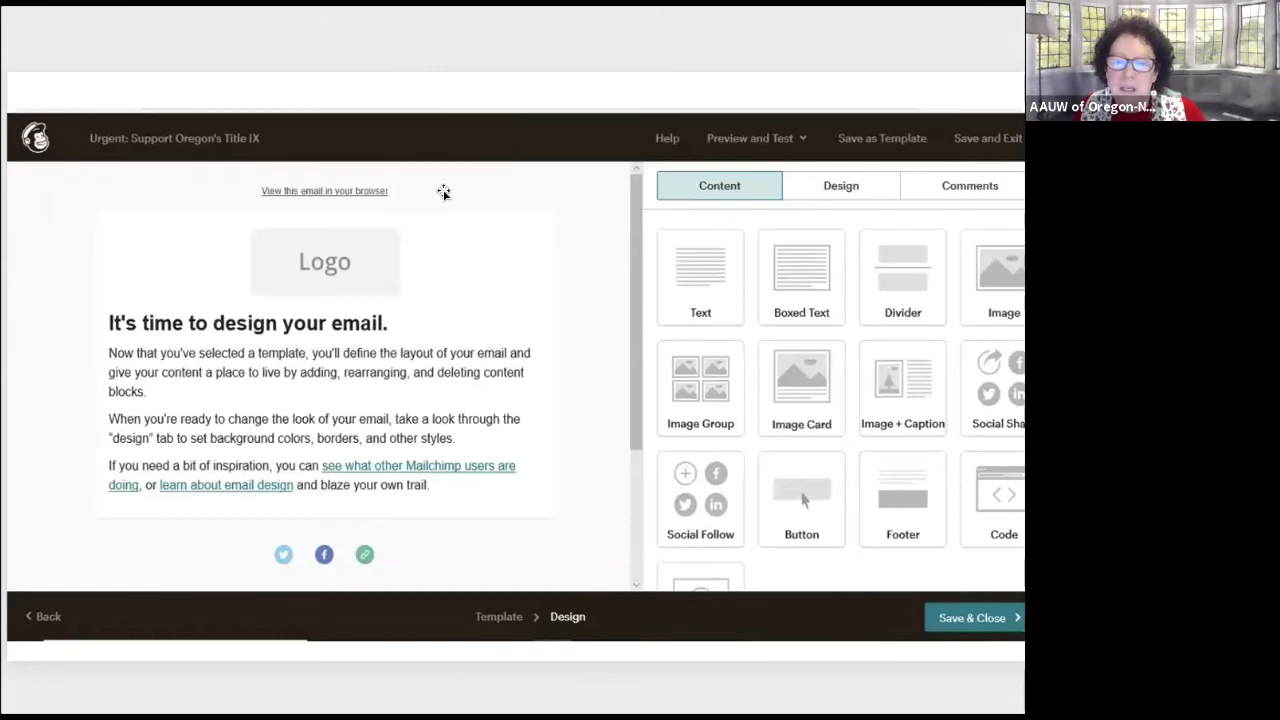 AAUW of Oregon-N...
Urgent: Support Oregon's Title IX
Help
Preview and Test
Save as Template
Save and Exit
View this email in your browser
Content
Design
Comments
Logo
It's time to design your email.
Now that you've selected a template, you'll define the layout of your email and
give your content a place to live by adding, rearranging, and deleting content
blocks.
When you're ready to change the look of your email, take a look through the
"design" tab to set background colors, borders, and other styles.
If you need a bit of inspiration, you can see what other Mailchimp users are
doing, or learn about email design and blaze your own trail.
Text
Boxed Text
Divider
Image
Image Group
Image Card
Image + Caption
Social Sha
Social Follow
Button
Footer
Code
Back
Template
Design
Save & Close